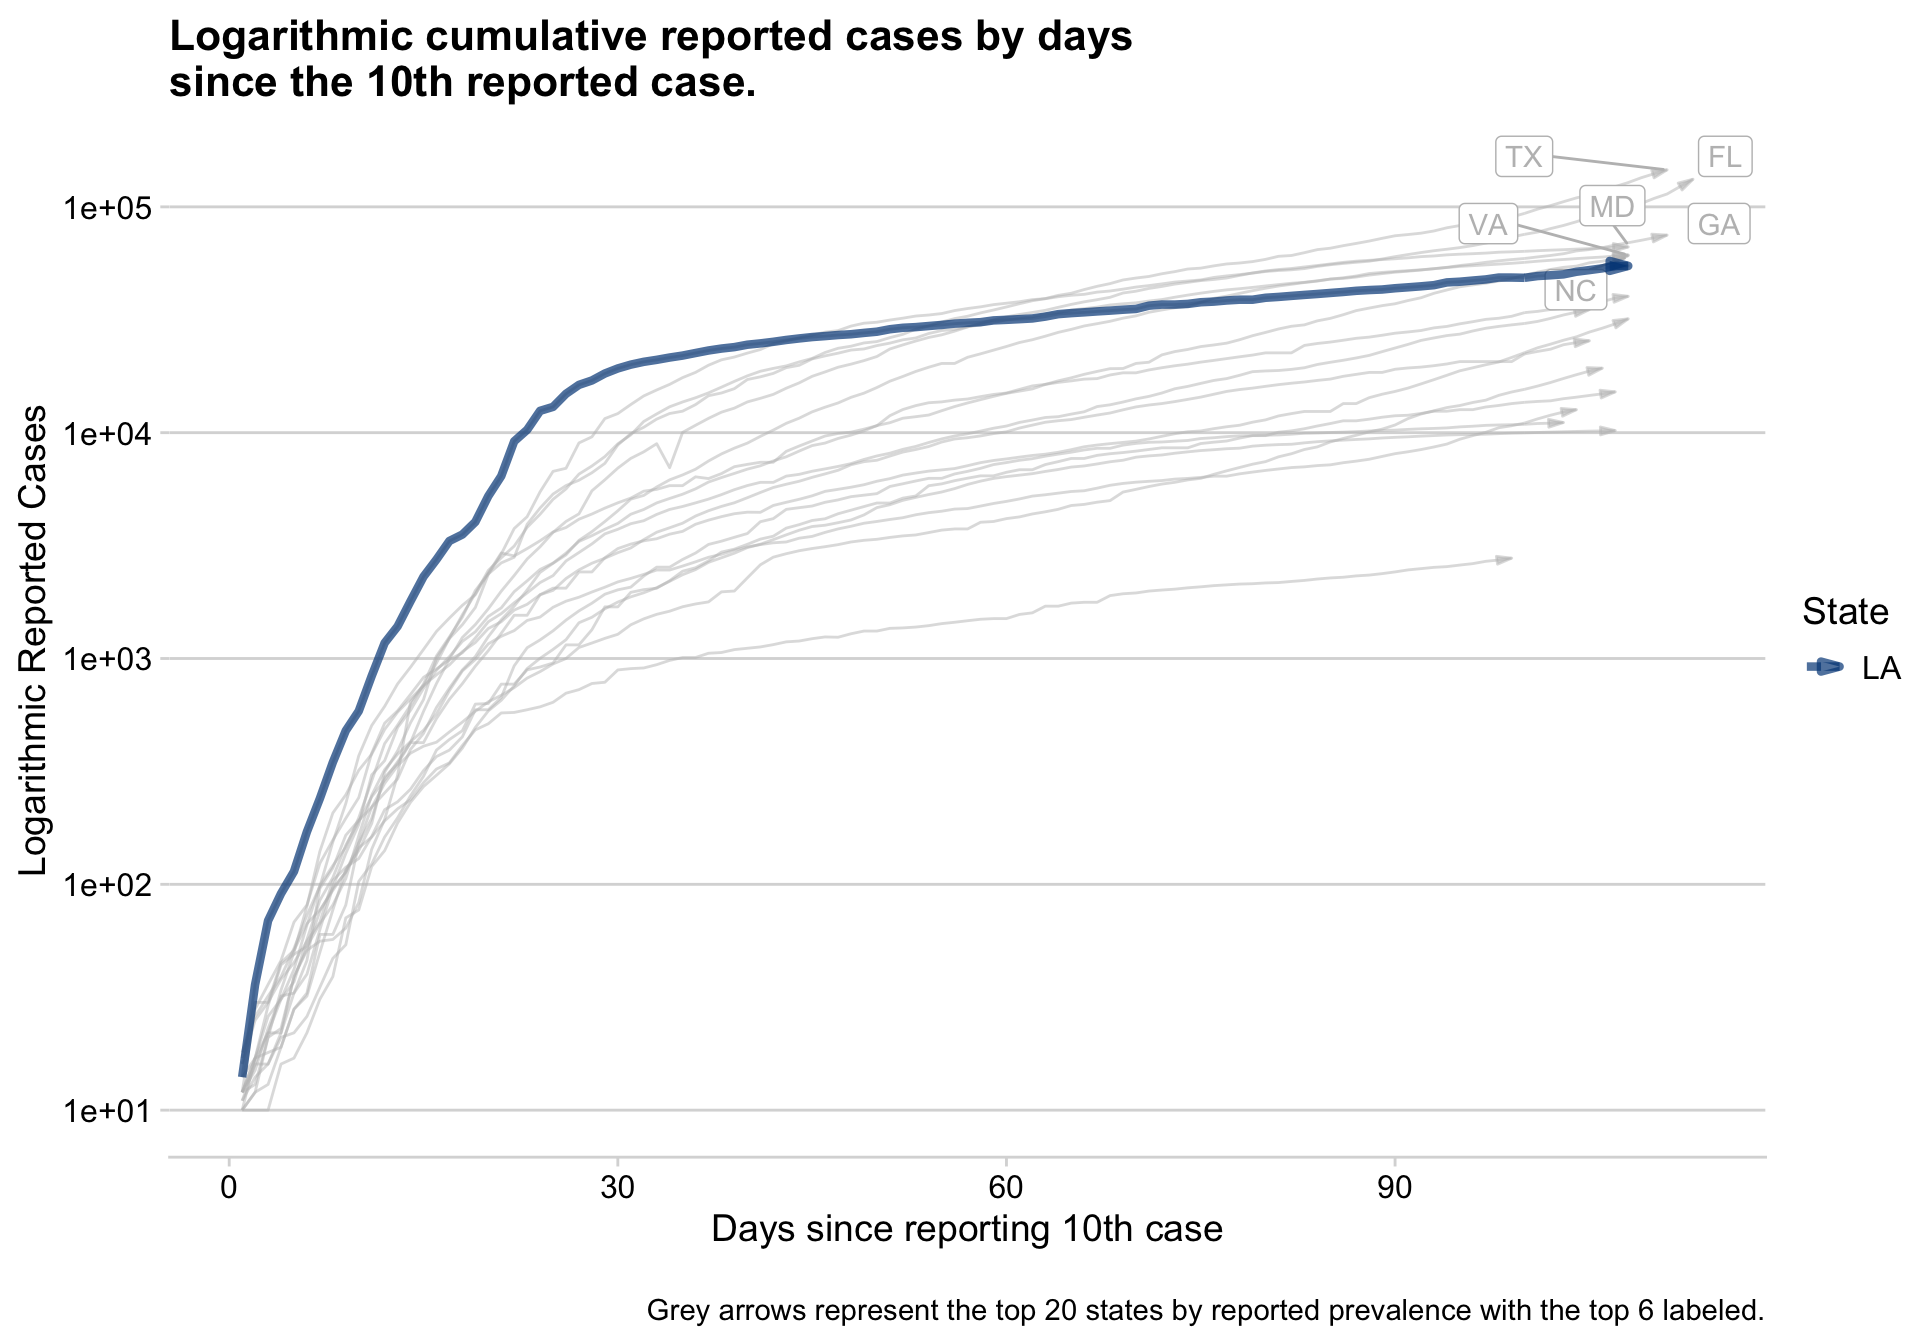 Logarithmic cumulative reported cases by days
since the 10th reported case.
TX
FL
MD
VA
GA
NC
1e+05
1e+04
1e+03
1e+02
1e+01
Logarithmic Reported Cases
0 30 60 90
Days since reporting 10th case
State
LA
Grey arrows represent the top 20 states by reported prevalence with the top 6 labeled.